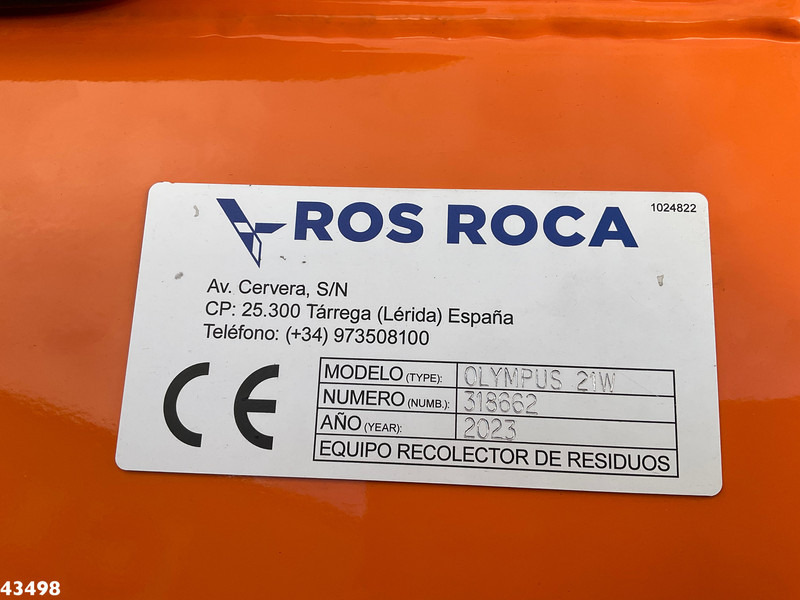 ROS ROCA
1024822
Av. Cervera, S/N
CP: 25.300 Tárrega (Lérida) España
Teléfono: (+34) 973508100
CE
MODELO (TYPE): OLYMPUS 21W
NUMERO (NUMB.): 318662
AÑO (YEAR): 2023
EQUIPO RECOLECTOR DE RESIDUOS
43498